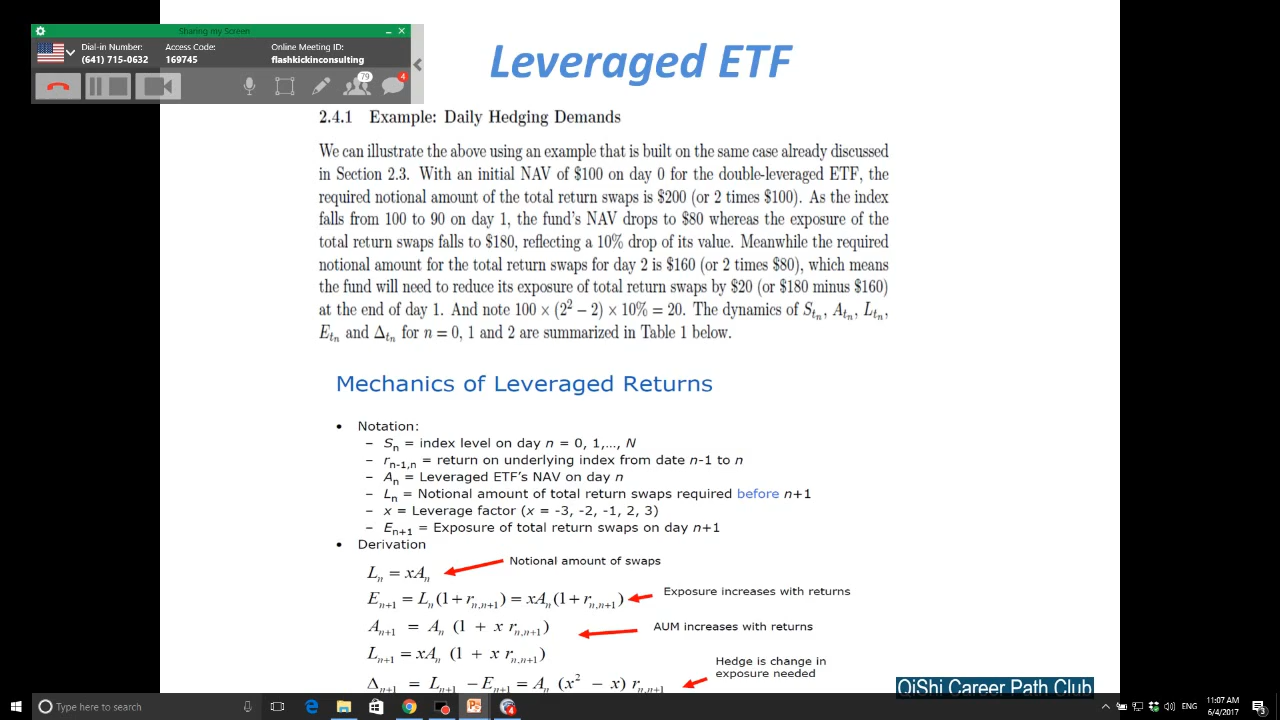 Sharing my Screen
Dial-in Number: Access Code: Online Meeting ID:
(641) 715-0632 169745 flashkickinconsulting
79
4
Leveraged ETF
2.4.1 Example: Daily Hedging Demands
We can illustrate the above using an example that is built on the same case already discussed
in Section 2.3. With an initial NAV of $100 on day 0 for the double-leveraged ETF, the
required notional amount of the total return swaps is $200 (or 2 times $100). As the index
falls from 100 to 90 on day 1, the fund's NAV drops to $80 whereas the exposure of the
total return swaps falls to $180, reflecting a 10% drop of its value. Meanwhile the required
notional amount for the total return swaps for day 2 is $160 (or 2 times $80), which means
the fund will need to reduce its exposure of total return swaps by $20 (or $180 minus $160)
at the end of day 1. And note 100 × (2² − 2) × 10% = 20. The dynamics of S_{t_n}, A_{t_n}, L_{t_n},
E_{t_n} and Δ_{t_n} for n = 0, 1 and 2 are summarized in Table 1 below.
Mechanics of Leveraged Returns
• Notation:
– S_n = index level on day n = 0, 1,…, N
– r_{n-1,n} = return on underlying index from date n-1 to n
– A_n = Leveraged ETF's NAV on day n
– L_n = Notional amount of total return swaps required before n+1
– x = Leverage factor (x = -3, -2, -1, 2, 3)
– E_{n+1} = Exposure of total return swaps on day n+1
• Derivation
L_n = xA_n Notional amount of swaps
E_{n+1} = L_n(1+ r_{n,n+1}) = xA_n(1+ r_{n,n+1}) Exposure increases with returns
A_{n+1} = A_n (1 + x r_{n,n+1}) AUM increases with returns
L_{n+1} = xA_n (1 + x r_{n,n+1})
Hedge is change in
exposure needed
Δ_{n+1} = L_{n+1} − E_{n+1} = A_n (x² − x) r_{n,n+1}
QiShi Career Path Club
Type here to search
ENG
11:07 AM
6/4/2017